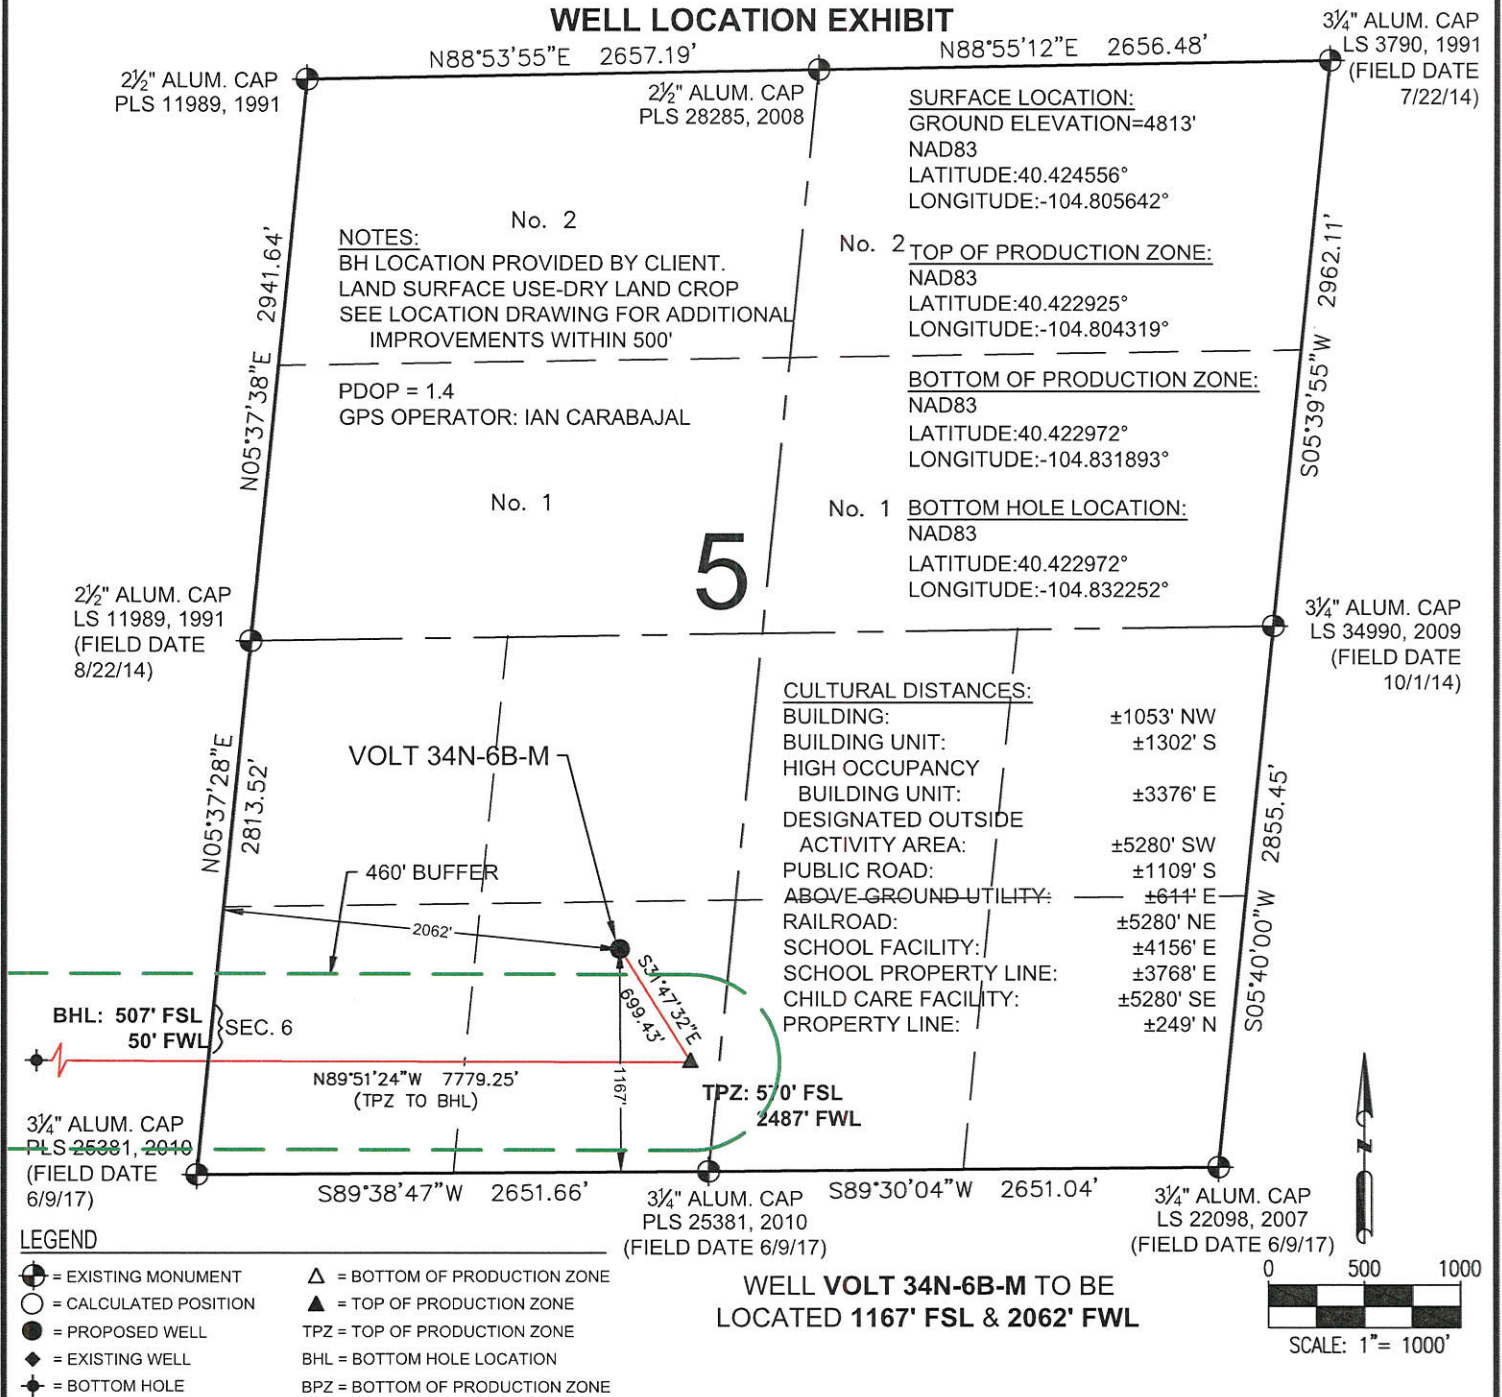 WELL LOCATION EXHIBIT
N88°53'55"E 2657.19'
N88°55'12"E 2656.48'
3¼" ALUM. CAP
LS 3790, 1991
(FIELD DATE
7/22/14)
2½" ALUM. CAP
PLS 11989, 1991
2½" ALUM. CAP
PLS 28285, 2008
SURFACE LOCATION:
GROUND ELEVATION=4813'
NAD83
LATITUDE:40.424556°
LONGITUDE:-104.805642°
No. 2
NOTES:
BH LOCATION PROVIDED BY CLIENT.
LAND SURFACE USE-DRY LAND CROP
SEE LOCATION DRAWING FOR ADDITIONAL
IMPROVEMENTS WITHIN 500'
No. 2
TOP OF PRODUCTION ZONE:
NAD83
LATITUDE:40.422925°
LONGITUDE:-104.804319°
N05°37'38"E 2941.64'
S05°39'55"W 2962.11'
PDOP = 1.4
GPS OPERATOR: IAN CARABAJAL
BOTTOM OF PRODUCTION ZONE:
NAD83
LATITUDE:40.422972°
LONGITUDE:-104.831893°
No. 1
No. 1
BOTTOM HOLE LOCATION:
NAD83
LATITUDE:40.422972°
LONGITUDE:-104.832252°
5
2½" ALUM. CAP
LS 11989, 1991
(FIELD DATE
8/22/14)
3¼" ALUM. CAP
LS 34990, 2009
(FIELD DATE
10/1/14)
CULTURAL DISTANCES:
BUILDING: ±1053' NW
BUILDING UNIT: ±1302' S
HIGH OCCUPANCY
BUILDING UNIT: ±3376' E
DESIGNATED OUTSIDE
ACTIVITY AREA: ±5280' SW
PUBLIC ROAD: ±1109' S
ABOVE GROUND UTILITY: ±611' E
RAILROAD: ±5280' NE
SCHOOL FACILITY: ±4156' E
SCHOOL PROPERTY LINE: ±3768' E
CHILD CARE FACILITY: ±5280' SE
PROPERTY LINE: ±249' N
VOLT 34N-6B-M
N05°37'28"E
2813.52'
S05°40'00"W 2855.45'
460' BUFFER
2062'
S31°47'32"E
699.43'
BHL: 507' FSL
50' FWL
SEC. 6
N89°51'24"W 7779.25'
(TPZ TO BHL)
1167'
TPZ: 570' FSL
2487' FWL
3¼" ALUM. CAP
PLS 25381, 2010
(FIELD DATE
6/9/17)
S89°38'47"W 2651.66'
3¼" ALUM. CAP
PLS 25381, 2010
(FIELD DATE 6/9/17)
S89°30'04"W 2651.04'
3¼" ALUM. CAP
LS 22098, 2007
(FIELD DATE 6/9/17)
N
LEGEND
= EXISTING MONUMENT
= CALCULATED POSITION
= PROPOSED WELL
= EXISTING WELL
= BOTTOM HOLE
= BOTTOM OF PRODUCTION ZONE
= TOP OF PRODUCTION ZONE
TPZ = TOP OF PRODUCTION ZONE
BHL = BOTTOM HOLE LOCATION
BPZ = BOTTOM OF PRODUCTION ZONE
WELL VOLT 34N-6B-M TO BE
LOCATED 1167' FSL & 2062' FWL
0 500 1000
SCALE: 1"= 1000'